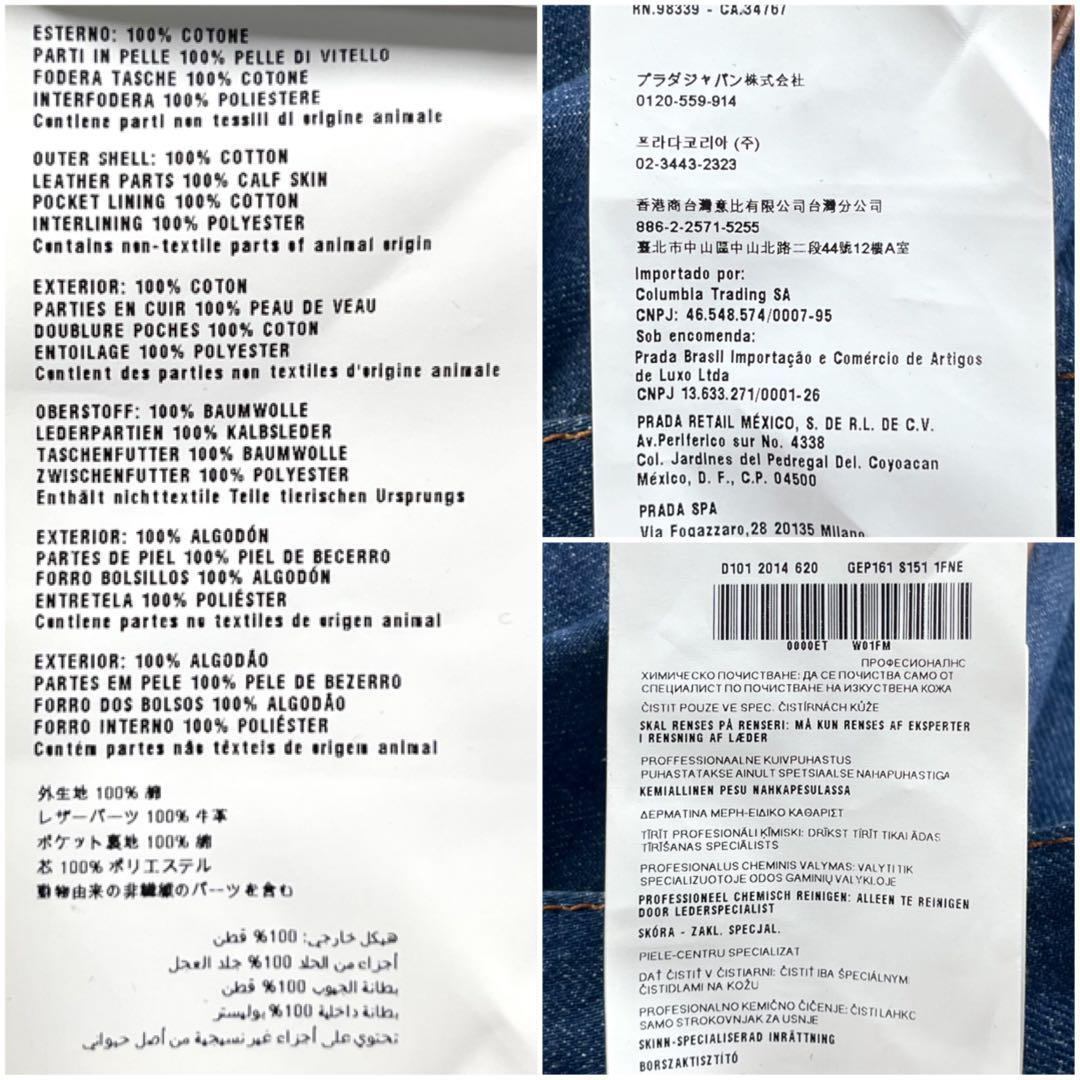 ESTERNO: 100% COTONE
PARTI IN PELLE 100% PELLE DI VITELLO
FODERA TASCHE 100% COTONE
INTERFODERA 100% POLIESTERE
Contiene parti non tessili di origine animale
OUTER SHELL: 100% COTTON
LEATHER PARTS 100% CALF SKIN
POCKET LINING 100% COTTON
INTERLINING 100% POLYESTER
Contains non-textile parts of animal origin
EXTERIOR: 100% COTON
PARTIES EN CUIR 100% PEAU DE VEAU
DOUBLURE POCHES 100% COTON
ENTOILAGE 100% POLYESTER
Contient des parties non textiles d'origine animale
OBERSTOFF: 100% BAUMWOLLE
LEDERPARTIEN 100% KALBSLEDER
TASCHENFUTTER 100% BAUMWOLLE
ZWISCHENFUTTER 100% POLYESTER
Enthält nichttextile Teile tierischen Ursprungs
EXTERIOR: 100% ALGODÓN
PARTES DE PIEL 100% PIEL DE BECERRO
FORRO BOLSILLOS 100% ALGODÓN
ENTRETELA 100% POLIÉSTER
Contiene partes no textiles de origen animal
EXTERIOR: 100% ALGODÃO
PARTES EM PELE 100% PELE DE BEZERRO
FORRO DOS BOLSOS 100% ALGODÃO
FORRO INTERNO 100% POLIÉSTER
Contém partes não têxteis de origem animal
外生地 100% 綿
レザーパーツ 100% 牛革
ポケット裏地 100% 綿
芯 100% ポリエステル
動物由来の非繊維のパーツを含む
هيكل خارجي: 100% قطن
أجزاء من الجلد 100% جلد العجل
بطانة الجيوب 100% قطن
بطانة داخلية 100% بوليستر
تحتوي على أجزاء غير نسيجية من أصل حيواني
RN.98339 - CA.34767
プラダジャパン株式会社
0120-559-914
프라다코리아 (주)
02-3443-2323
香港商台灣意比有限公司台灣分公司
886-2-2571-5255
臺北市中山區中山北路二段44號12樓A室
Importado por:
Columbia Trading SA
CNPJ: 46.548.574/0007-95
Sob encomenda:
Prada Brasil Importação e Comércio de Artigos
de Luxo Ltda
CNPJ 13.633.271/0001-26
PRADA RETAIL MÉXICO, S. DE R.L. DE C.V.
Av.Periferico sur No. 4338
Col. Jardines del Pedregal Del. Coyoacan
México, D. F., C.P. 04500
PRADA SPA
Via Fogazzaro,28 20135 Milano
D101 2014 620 GEP161 S151 1FNE
0000ET W01FM
ПРОФЕСИОНАЛНС
ХИМИЧЕСКО ПОЧИСТВАНЕ: ДА СЕ ПОЧИСТВА САМО ОТ
СПЕЦИАЛИСТ ПО ПОЧИСТВАНЕ НА ИЗКУСТВЕНА КОЖА
ČISTIT POUZE VE SPEC. ČISTÍRNÁCH KŮŽE
SKAL RENSES PÅ RENSERI: MÅ KUN RENSES AF EKSPERTER
I RENSNING AF LÆDER
PROFFESSIONAALNE KUIVPUHASTUS
PUHASTATAKSE AINULT SPETSIAALSE NAHAPUHASTIGA
KEMIALLINEN PESU NAHKAPESULASSA
ΔΕΡΜΑΤΙΝΑ ΜΕΡΗ-ΕΙΔΙΚΟ ΚΑΘΑΡΙΣΤ
TĪRĪT PROFESIONĀLI ĶĪMISKI: DRĪKST TĪRĪT TIKAI ĀDAS
TĪRĪŠANAS SPECIĀLISTS
PROFESIONALUS CHEMINIS VALYMAS: VALYTI TIK
SPECIALIZUOTOJE ODOS GAMINIŲ VALYKLOJE
PROFESSIONEEL CHEMISCH REINIGEN: ALLEEN TE REINIGEN
DOOR LEDERSPECIALIST
SKÓRA - ZAKL. SPECJAL.
PIELE-CENTRU SPECIALIZAT
DAŤ ČISTIŤ V ČISTIARNI: ČISTIŤ IBA ŠPECIÁLNYM
ČISTIDLAMI NA KOŽU
PROFESIONALNO KEMIČNO ČIČENJE: ČISTI LAHKC
SAMO STROKOVNJAK ZA USNJE
SKINN-SPECIALISERAD INRÄTTNING
BORSZAKTISZTÍTÓ